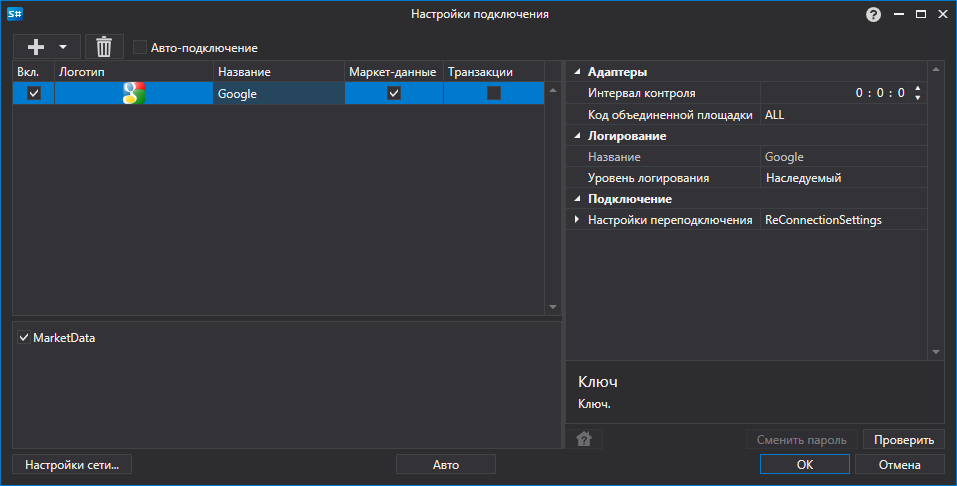 S#
Настройки подключения
Авто-подключение
Вкл. Логотип Название Маркет-данные Транзакции
Google
MarketData
Адаптеры
Интервал контроля 0 : 0 : 0
Код объединенной площадки ALL
Логирование
Название Google
Уровень логирования Наследуемый
Подключение
Настройки переподключения ReConnectionSettings
Ключ
Ключ.
Сменить пароль Проверить
Настройки сети... Авто OK Отмена